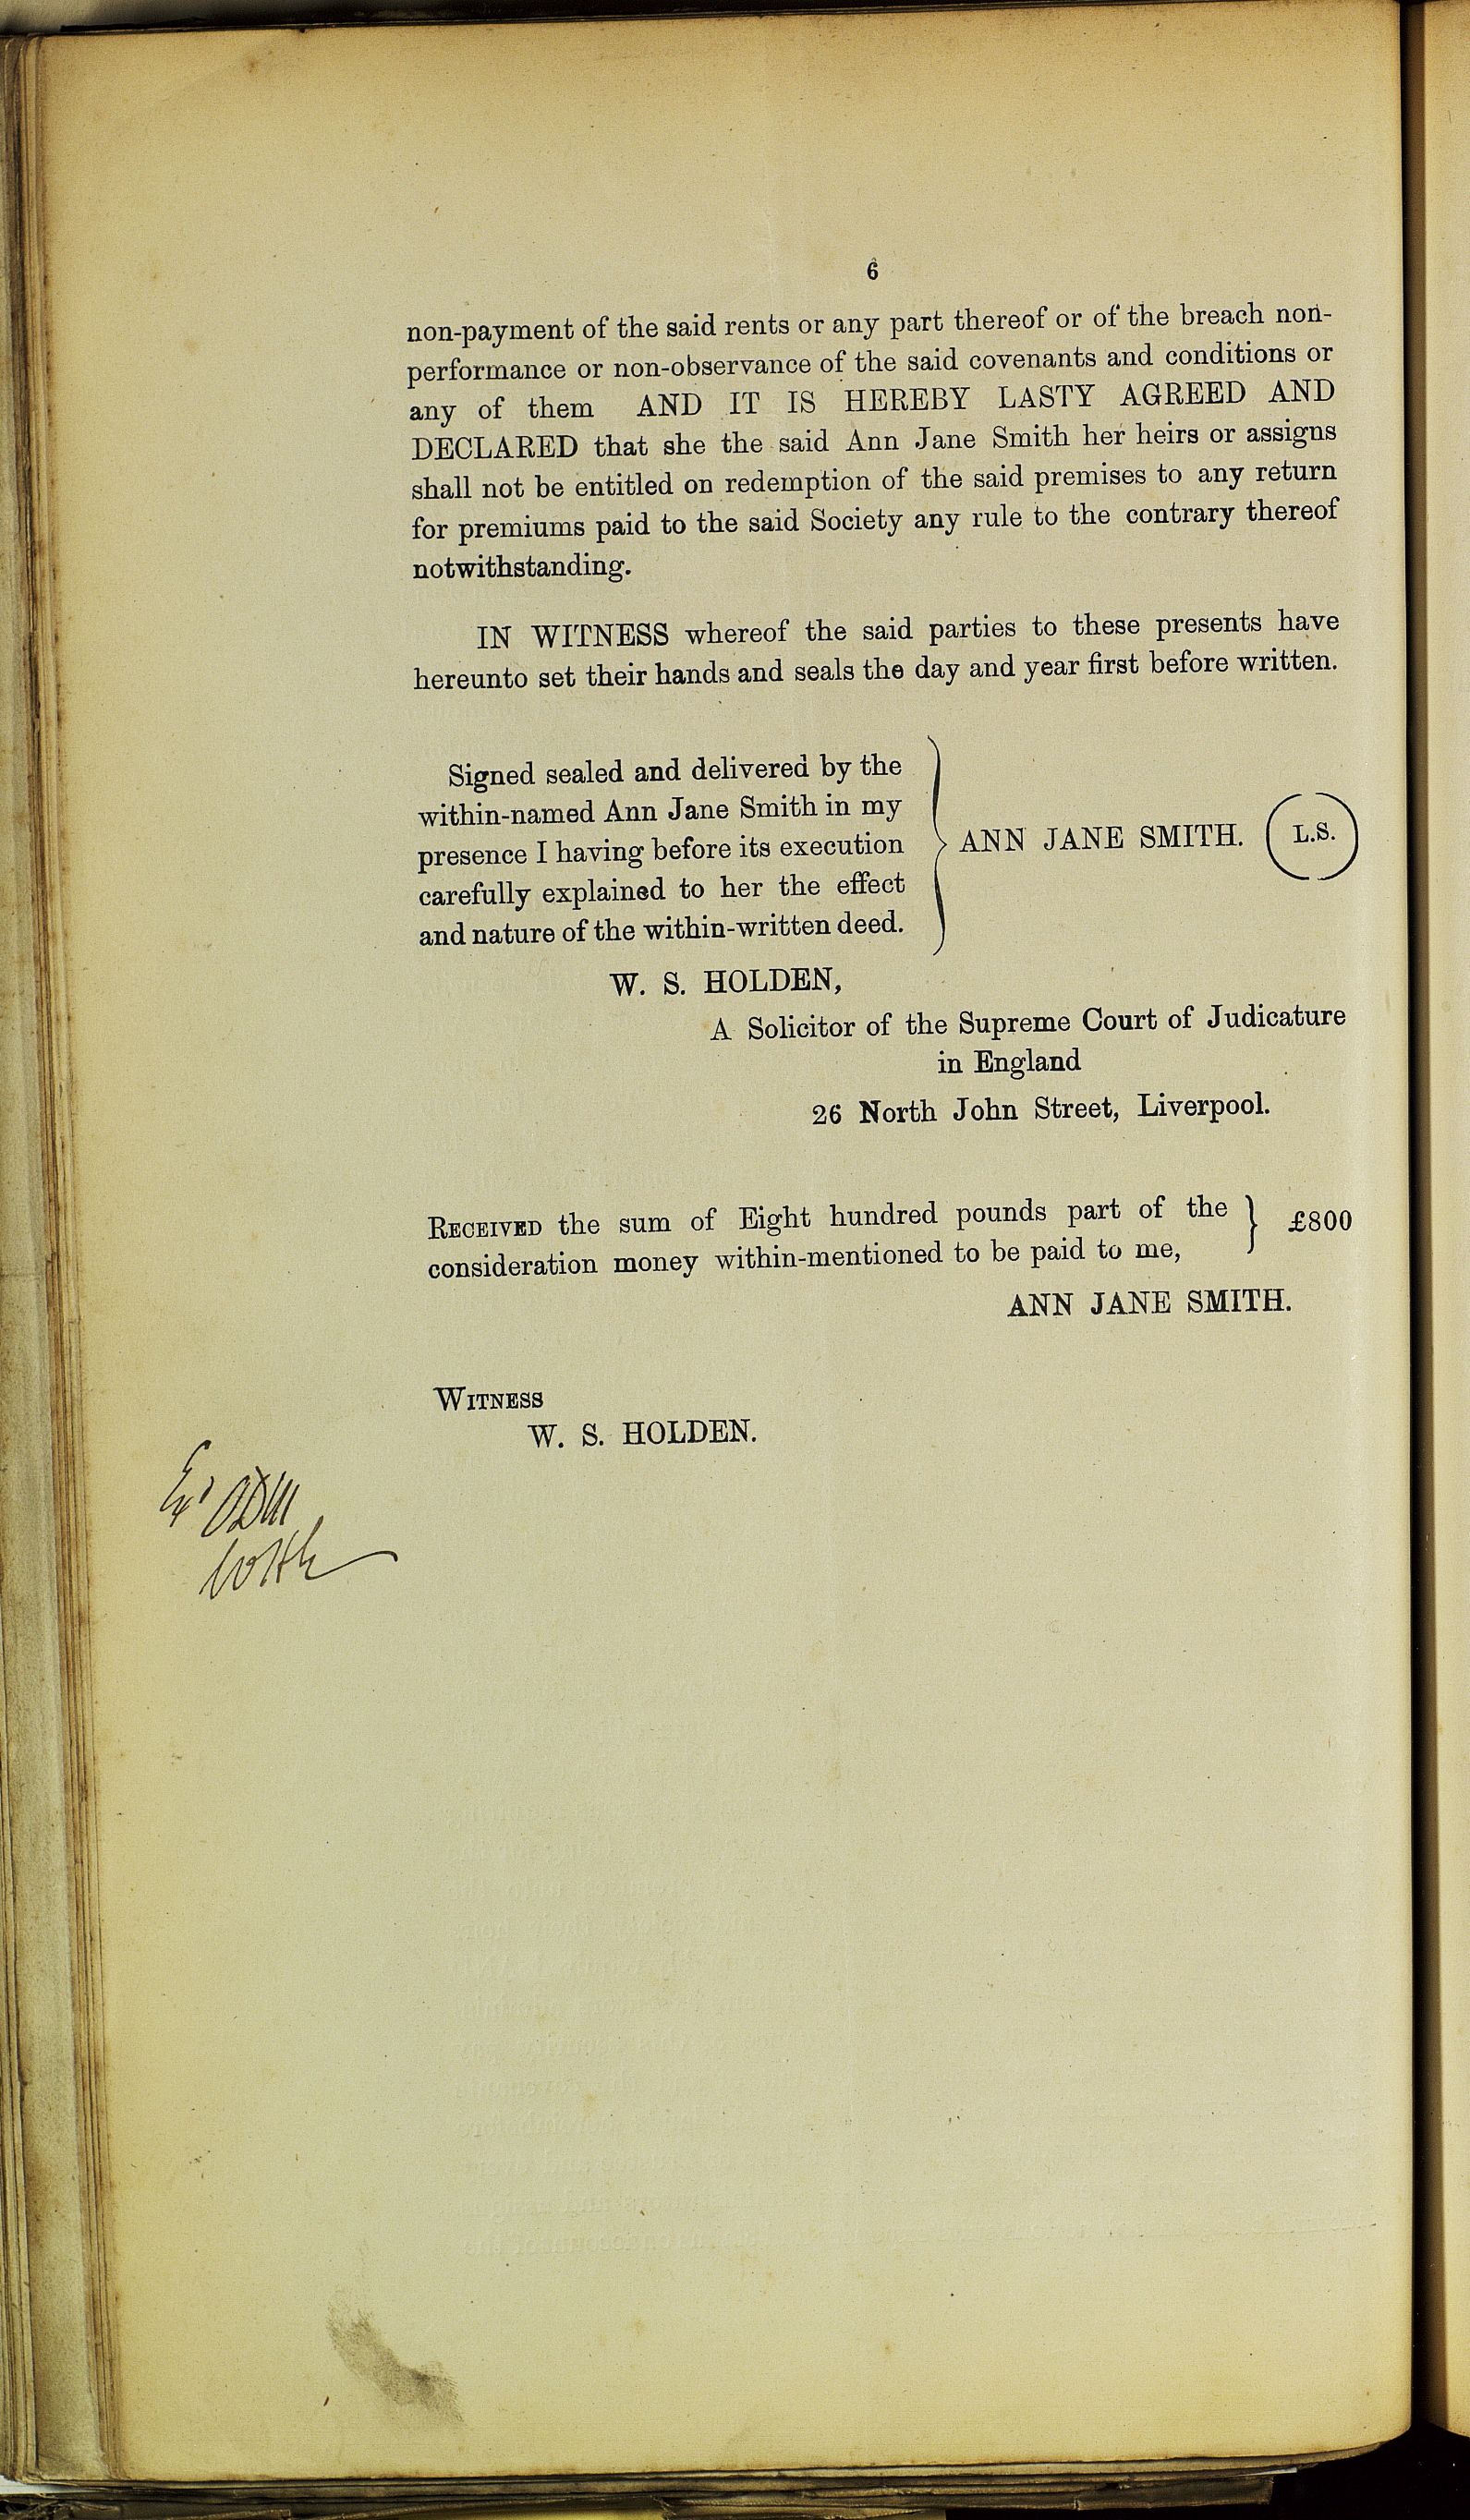 6
non-payment of the said rents or any part thereof or of the breach non-
performance or non-observance of the said covenants and conditions or
any of them AND IT IS HEREBY LASTY AGREED AND
DECLARED that she the said Ann Jane Smith her heirs or assigns
shall not be entitled on redemption of the said premises to any return
for premiums paid to the said Society any rule to the contrary thereof
notwithstanding.
IN WITNESS whereof the said parties to these presents have
hereunto set their hands and seals the day and year first before written.
Signed sealed and delivered by the
within-named Ann Jane Smith in my
presence I having before its execution
carefully explained to her the effect
and nature of the within-written deed.
ANN JANE SMITH. L.S.
W. S. HOLDEN,
A Solicitor of the Supreme Court of Judicature
in England
26 North John Street, Liverpool.
RECEIVED the sum of Eight hundred pounds part of the
consideration money within-mentioned to be paid to me,
£800
ANN JANE SMITH.
WITNESS
W. S. HOLDEN.